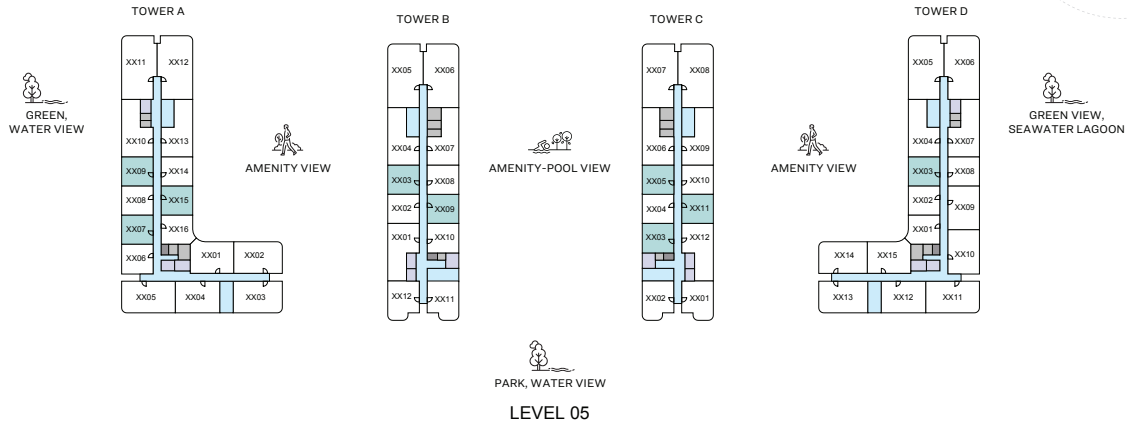 TOWER A
TOWER B
TOWER C
TOWER D
XX11 XX12
XX10 XX13
XX09 XX14
XX08 XX15
XX07 XX16
XX06 XX01 XX02
XX05 XX04 XX03
XX05 XX06
XX04 XX07
XX03 XX08
XX02 XX09
XX01 XX10
XX12 XX11
XX07 XX08
XX06 XX09
XX05 XX10
XX04 XX11
XX03 XX12
XX02 XX01
XX05 XX06
XX04 XX07
XX03 XX08
XX02 XX09
XX01
XX14 XX15 XX10
XX13 XX12 XX11
GREEN,
WATER VIEW
AMENITY VIEW
AMENITY-POOL VIEW
AMENITY VIEW
GREEN VIEW,
SEAWATER LAGOON
PARK, WATER VIEW
LEVEL 05